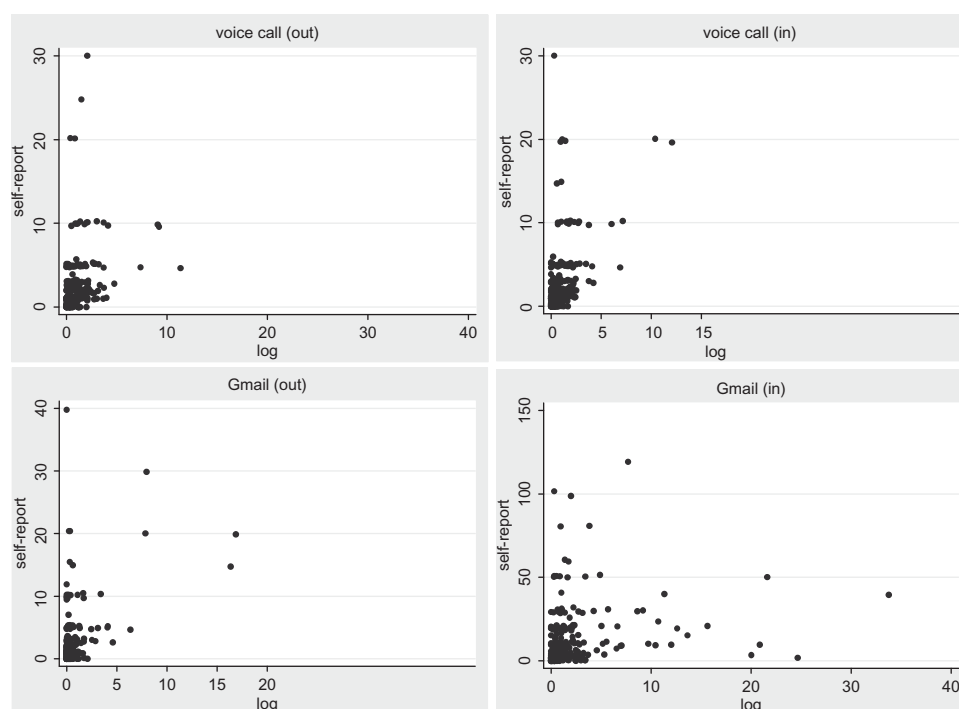 voice call (out)
30
20
10
0
self-report
0 10 20 30 40
log
voice call (in)
30
20
10
0
self-report
0 5 10 15
log
Gmail (out)
40
30
20
10
0
self-report
0 5 10 15 20
log
Gmail (in)
150
100
50
0
self-report
0 10 20 30 40
log